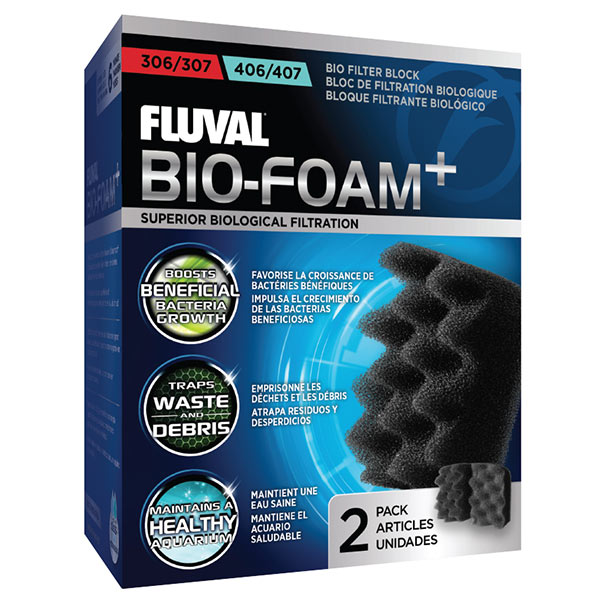 306/307
406/407
BIO FILTER BLOCK
BLOC DE FILTRATION BIOLOGIQUE
BLOQUE FILTRANTE BIOLÓGICO
FLUVAL
BIO-FOAM+
SUPERIOR BIOLOGICAL FILTRATION
BOOSTS
BENEFICIAL
BACTERIA
GROWTH
FAVORISE LA CROISSANCE DE
BACTÉRIES BÉNÉFIQUES
IMPULSA EL CRECIMIENTO
DE LAS BACTERIAS
BENEFICIOSAS
TRAPS
WASTE
AND
DEBRIS
EMPRISONNE LES
DÉCHETS ET LES DÉBRIS
ATRAPA RESIDUOS Y
DESPERDICIOS
MAINTAINS A
HEALTHY
AQUARIUM
MAINTIENT UNE
EAU SAINE
MANTIENE EL
ACUARIO
SALUDABLE
2
PACK
ARTICLES
UNIDADES
FLUVAL
BIO-FOAM+